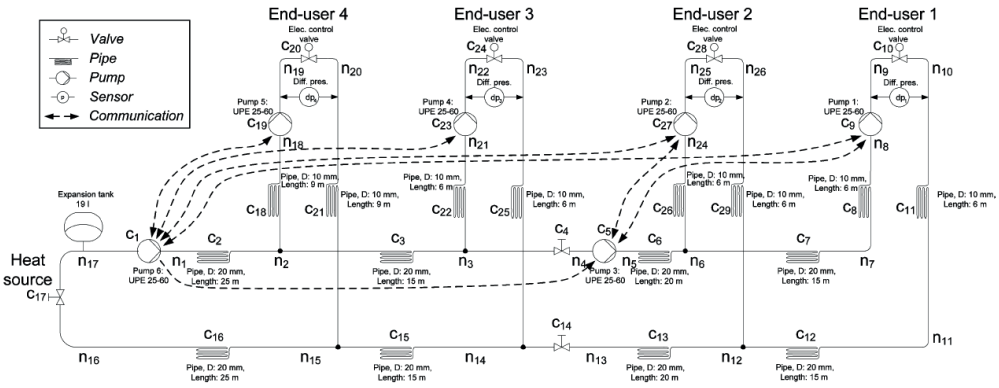 End-user 4
End-user 3
End-user 2
End-user 1
Valve
Pipe
Pump
P
Sensor
Communication
Elec. control
valve
C20
n19
n20
Diff. pres.
Pump 5:
UPE 25-60
C19
n18
Pipe, D: 10 mm,
Length: 9 m
C18
C21
Pipe, D: 10 mm,
Length: 9 m
Elec. control
valve
C24
n22
n23
Diff. pres.
dp3
Pump 4:
UPE 25-60
C23
n21
Pipe, D: 10 mm,
Length: 6 m
C22
C25
Pipe, D: 10 mm,
Length: 6 m
Elec. control
valve
C28
n25
n26
Diff. pres.
dp2
Pump 2:
UPE 25-60
C27
n24
Pipe, D: 10 mm,
Length: 6 m
C26
C29
Pipe, D: 10 mm,
Length: 6 m
Elec. control
valve
C10
n9
n10
Diff. pres.
dp1
Pump 1:
UPE 25-60
C9
n8
Pipe, D: 10 mm,
Length: 6 m
C8
C11
Pipe, D: 10 mm,
Length: 6 m
Expansion tank
19 l
Heat
source
C17
n17
C1
Pump 6:
UPE 25-60
n1
C2
Pipe, D: 20 mm,
Length: 25 m
n2
C3
Pipe, D: 20 mm,
Length: 15 m
n3
C4
n4
C5
Pump 3:
UPE 25-60
n5
C6
Pipe, D: 20 mm,
Length: 20 m
n6
C7
Pipe, D: 20 mm,
Length: 15 m
n7
n16
C16
Pipe, D: 20 mm,
Length: 25 m
n15
C15
Pipe, D: 20 mm,
Length: 15 m
n14
C14
n13
C13
Pipe, D: 20 mm,
Length: 20 m
n12
C12
Pipe, D: 20 mm,
Length: 15 m
n11